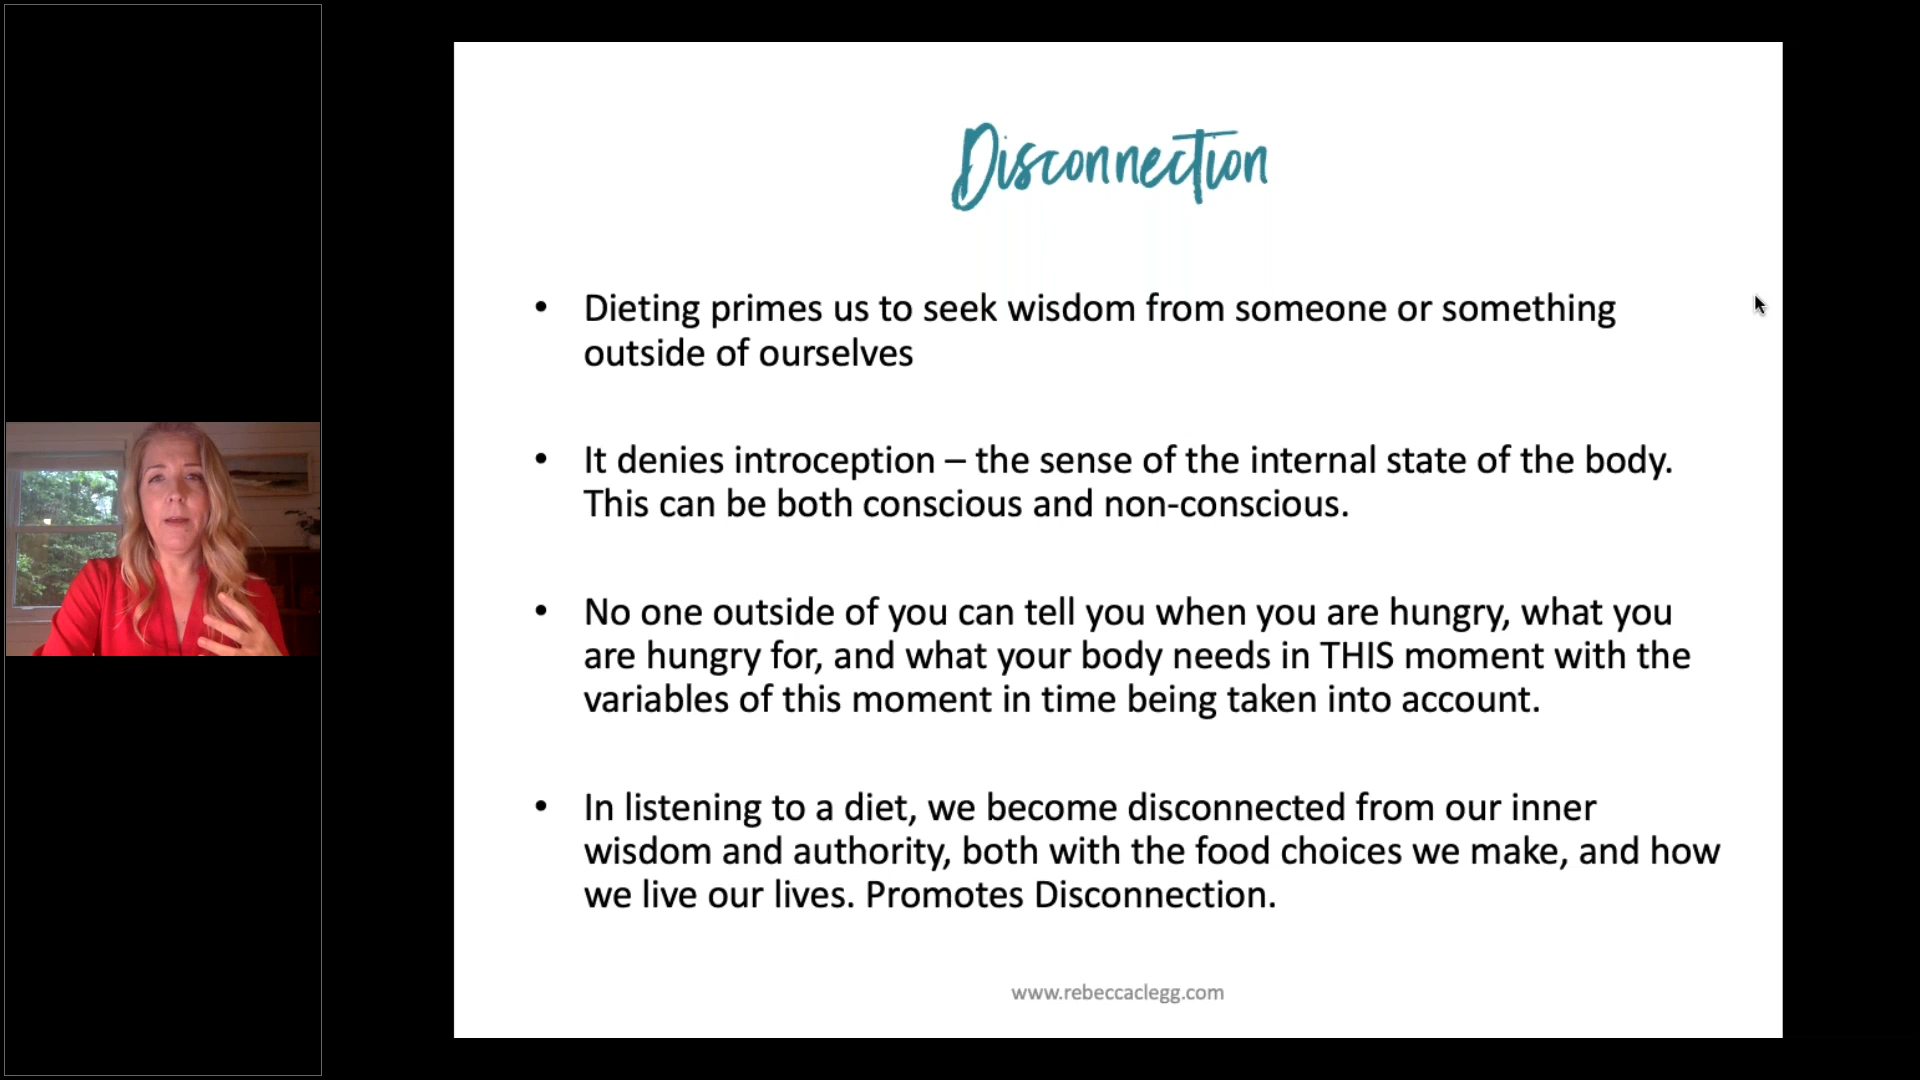 Disconnection
• Dieting primes us to seek wisdom from someone or something
outside of ourselves
• It denies introception – the sense of the internal state of the body.
This can be both conscious and non-conscious.
• No one outside of you can tell you when you are hungry, what you
are hungry for, and what your body needs in THIS moment with the
variables of this moment in time being taken into account.
• In listening to a diet, we become disconnected from our inner
wisdom and authority, both with the food choices we make, and how
we live our lives. Promotes Disconnection.
www.rebeccaclegg.com